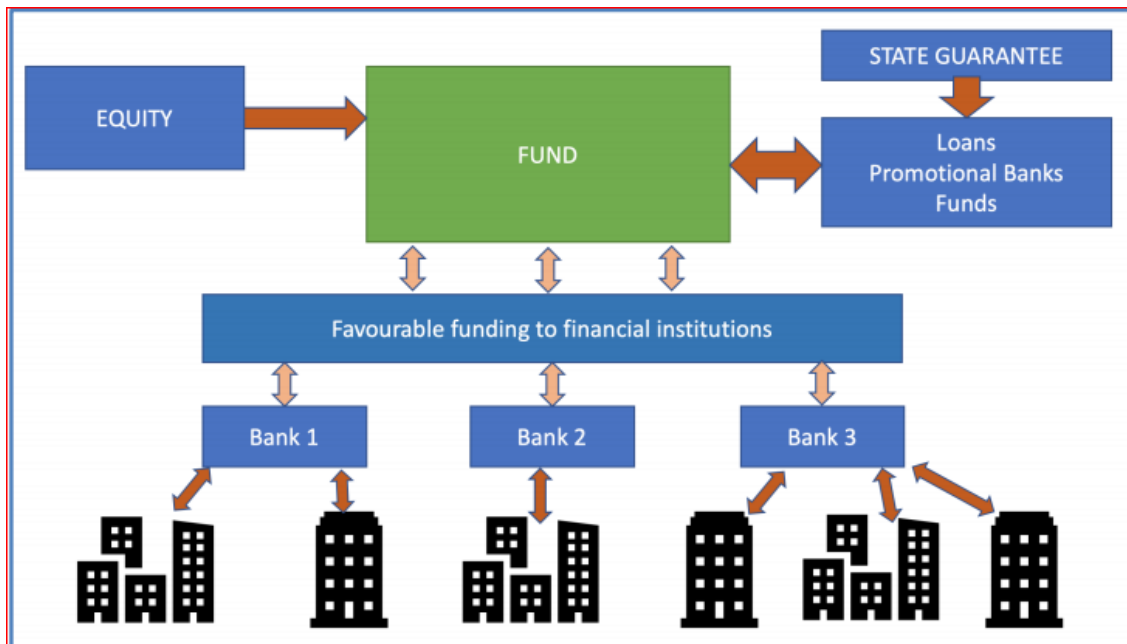 EQUITY
FUND
STATE GUARANTEE
Loans
Promotional Banks
Funds
Favourable funding to financial institutions
Bank 1
Bank 2
Bank 3